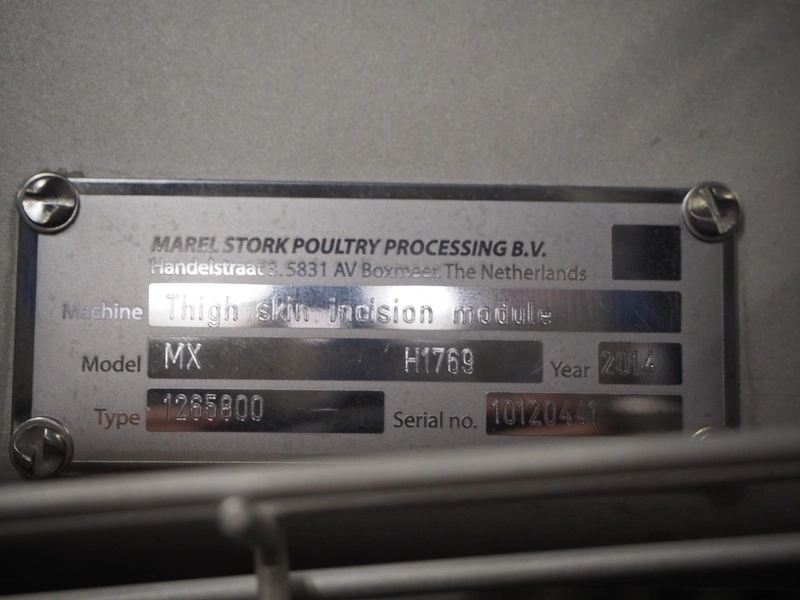 MAREL STORK POULTRY PROCESSING B.V.
Handelstraat 3, 5831 AV Boxmeer, The Netherlands
Machine Thigh skin incision module
Model MX H1769 Year 2014
Type 1265800 Serial no. 10120441